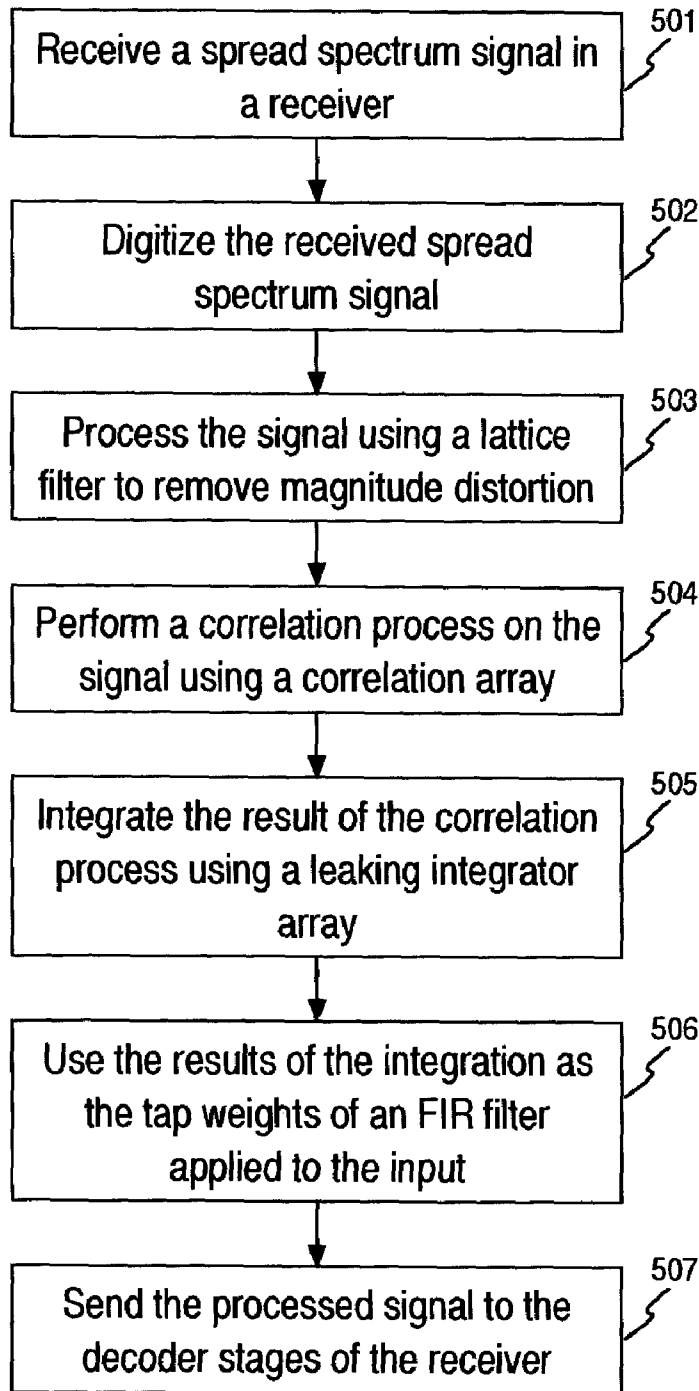 501
Receive a spread spectrum signal in
a receiver
502
Digitize the received spread
spectrum signal
503
Process the signal using a lattice
filter to remove magnitude distortion
504
Perform a correlation process on the
signal using a correlation array
505
Integrate the result of the correlation
process using a leaking integrator
array
506
Use the results of the integration as
the tap weights of an FIR filter
applied to the input
507
Send the processed signal to the
decoder stages of the receiver